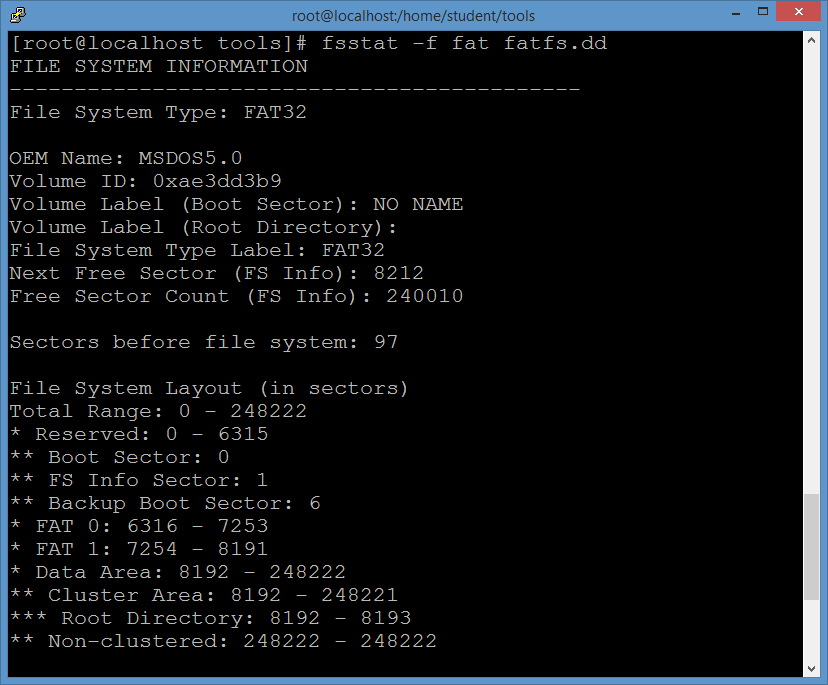 root@localhost:/home/student/tools
[root@localhost tools]# fsstat -f fat fatfs.dd
FILE SYSTEM INFORMATION
--------------------------------------------
File System Type: FAT32
OEM Name: MSDOS5.0
Volume ID: 0xae3dd3b9
Volume Label (Boot Sector): NO NAME
Volume Label (Root Directory):
File System Type Label: FAT32
Next Free Sector (FS Info): 8212
Free Sector Count (FS Info): 240010
Sectors before file system: 97
File System Layout (in sectors)
Total Range: 0 - 248222
* Reserved: 0 - 6315
** Boot Sector: 0
** FS Info Sector: 1
** Backup Boot Sector: 6
* FAT 0: 6316 - 7253
* FAT 1: 7254 - 8191
* Data Area: 8192 - 248222
** Cluster Area: 8192 - 248221
*** Root Directory: 8192 - 8193
** Non-clustered: 248222 - 248222